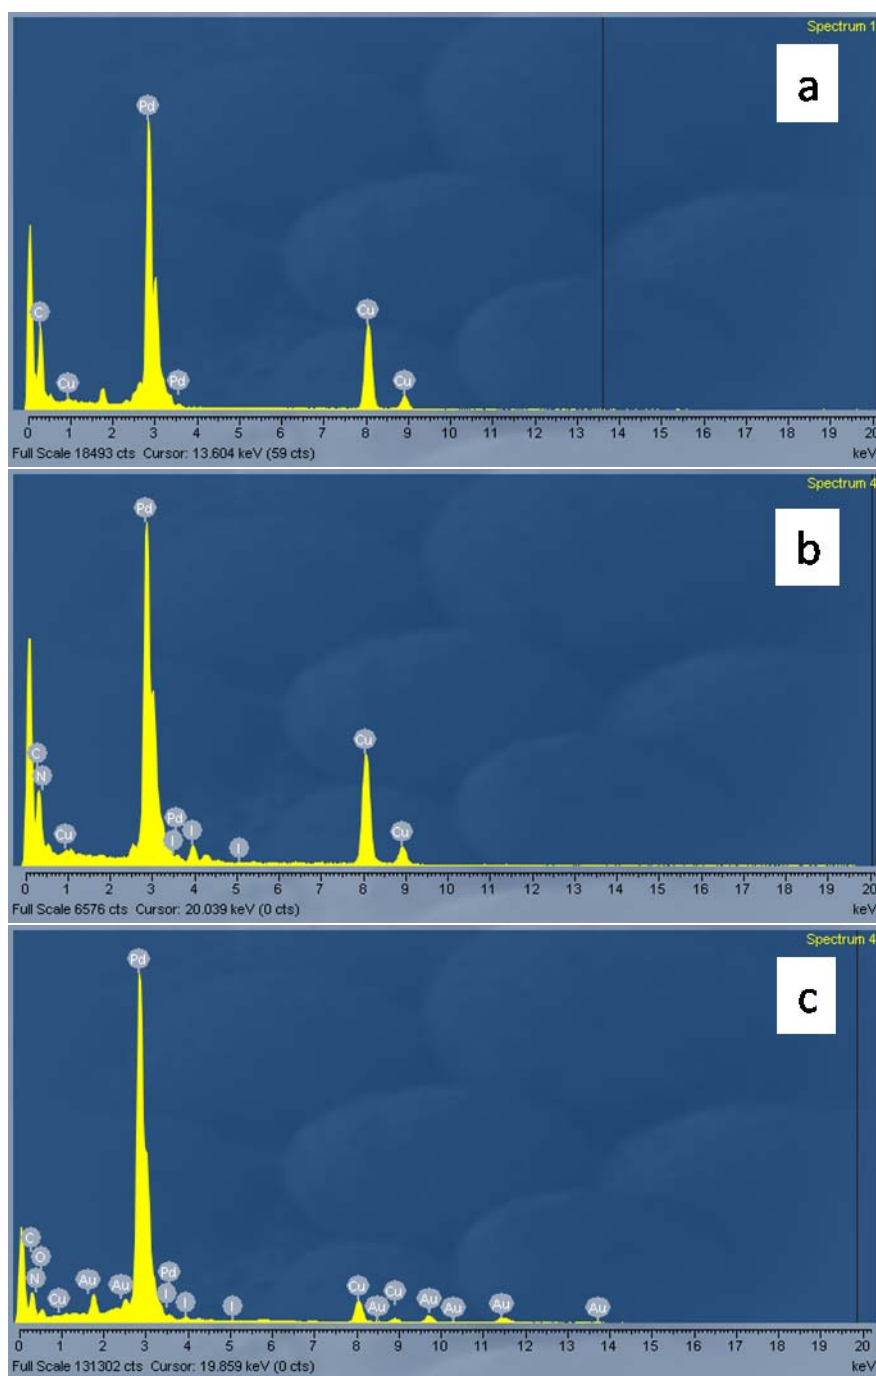 Spectrum 1
a
Pd
C
Cu
Pd
Cu
Cu
0 1 2 3 4 5 6 7 8 9 10 11 12 13 14 15 16 17 18 19 20
Full Scale 18493 cts Cursor: 13.604 keV (59 cts) keV
Spectrum 4
b
Pd
C
N
Cu
Pd
I
I
I
Cu
Cu
0 1 2 3 4 5 6 7 8 9 10 11 12 13 14 15 16 17 18 19 20
Full Scale 6576 cts Cursor: 20.039 keV (0 cts) keV
Spectrum 4
c
Pd
C
O
N
Cu
Au
Au
Pd
I
I
I
Cu
Au
Cu
Au
Au
Au
Au
0 1 2 3 4 5 6 7 8 9 10 11 12 13 14 15 16 17 18 19 20
Full Scale 131302 cts Cursor: 19.859 keV (0 cts) keV